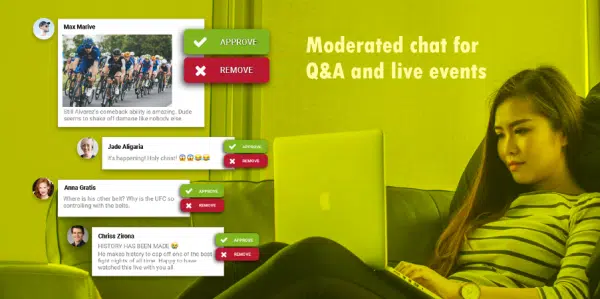 Max Marive
APPROVE
REMOVE
Still Alvarez's comeback ability is amazing. Dude
seems to shake off damage like nobody else.
Moderated chat for
Q&A and live events
Jade Aligaria
It's happening! Holy cheat! 😱😱😂😂
APPROVE
REMOVE
Anna Gratis
Where is his other belt? Why is the UFC so
controlling with the belts.
APPROVE
REMOVE
Chriss Zirona
HISTORY HAS BEEN MADE 😢
He makes history to cap off one of the best
fight nights of all time. Happy to have
watched this live with you all
APPROVE
REMOVE